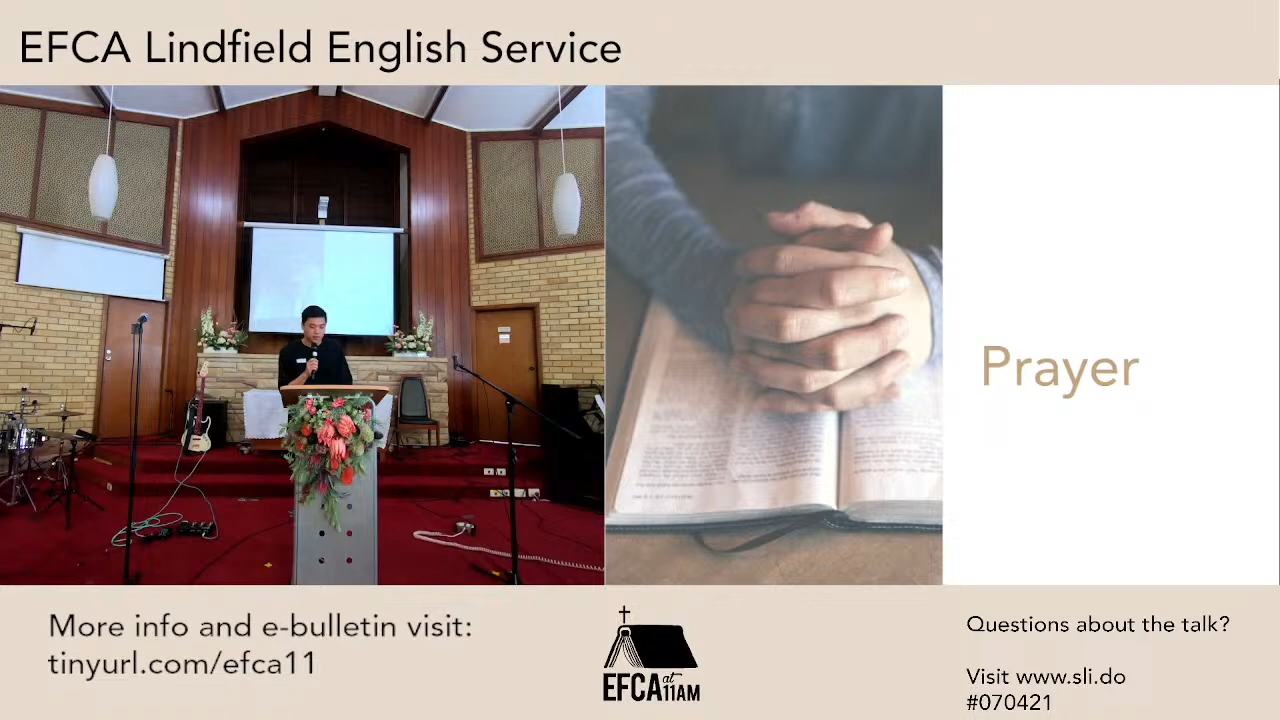 EFCA Lindfield English Service
Prayer
More info and e-bulletin visit:
tinyurl.com/efca11
EFCA at 11AM
Questions about the talk?
Visit www.sli.do
#070421